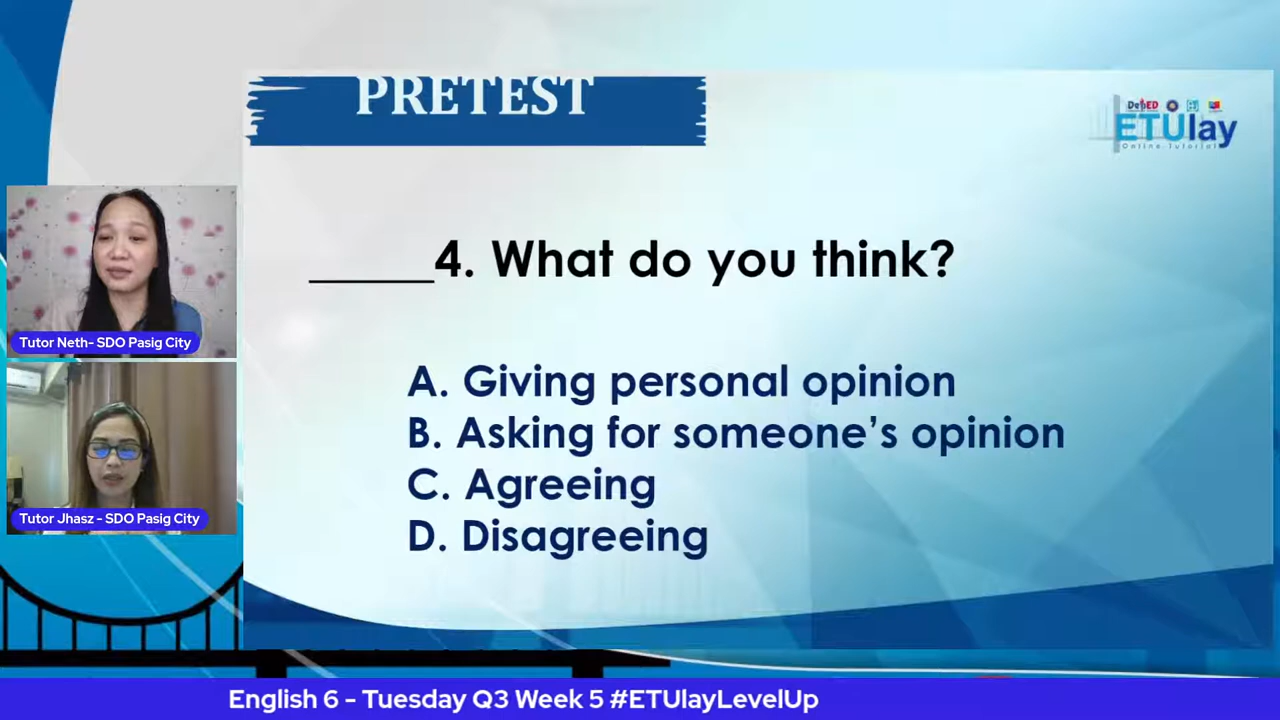 PRETEST
DepED
ETUlay
Online Tutorial
_____4. What do you think?
A. Giving personal opinion
B. Asking for someone’s opinion
C. Agreeing
D. Disagreeing
Tutor Neth- SDO Pasig City
Tutor Jhasz - SDO Pasig City
English 6 - Tuesday Q3 Week 5 #ETUlayLevelUp